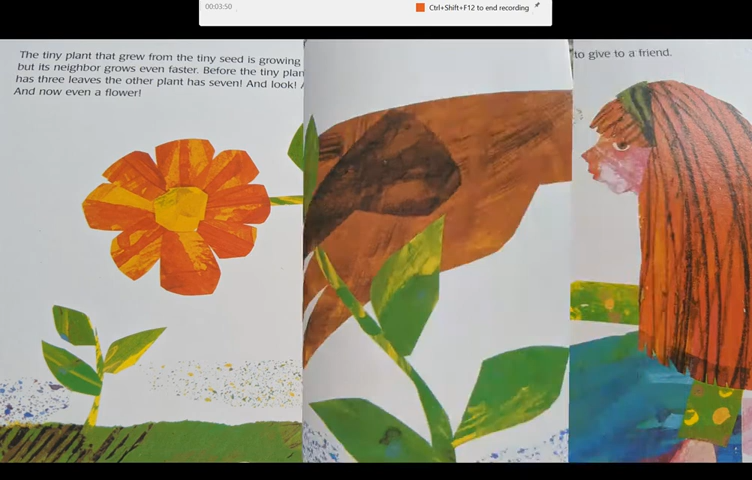 00:03:50
Ctrl+Shift+F12 to end recording
The tiny plant that grew from the tiny seed is growing
but its neighbor grows even faster. Before the tiny plan
has three leaves the other plant has seven! And look!
And now even a flower!
to give to a friend.